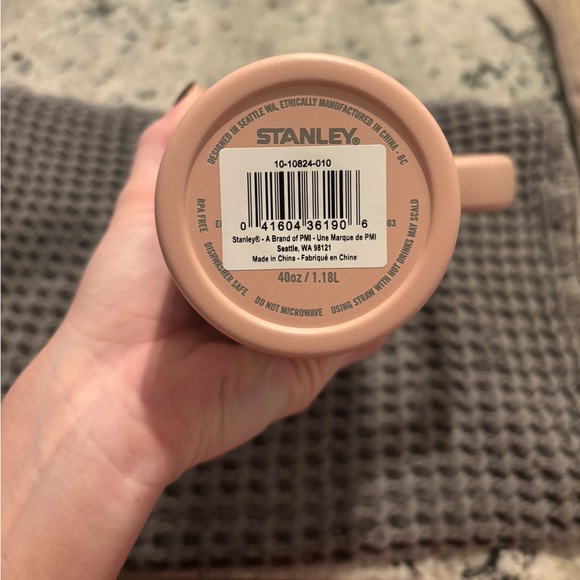 DESIGNED IN SEATTLE WA, ETHICALLY MANUFACTURED IN CHINA - BC
STANLEY®
10-10824-010
0 41604 36190 6
Stanley® - A Brand of PMI - Une Marque de PMI
Seattle, WA 98121
Made in China - Fabriqué en Chine
40oz / 1.18L
BPA FREE
DISHWASHER SAFE
DO NOT MICROWAVE
USING STRAW WITH HOT DRINKS MAY SCALD